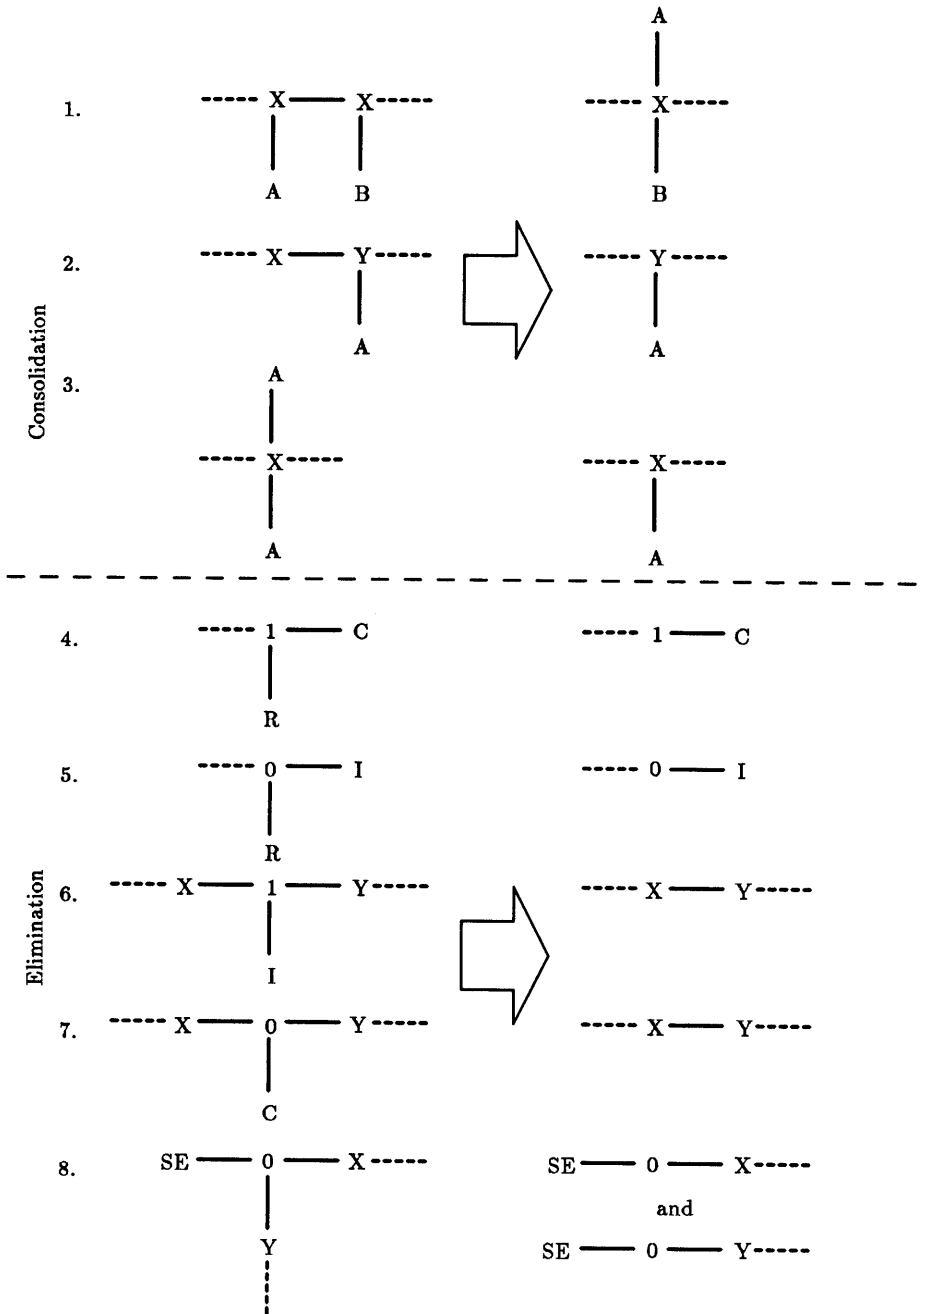 A
1. X X X
A B B
2. X Y Y
A A
Consolidation
3. A
X X
A A
4. 1 C 1 C
R
5. 0 I 0 I
R
Elimination
6. X 1 Y X Y
I
7. X 0 Y X Y
C
8. SE 0 X SE 0 X
and
Y SE 0 Y